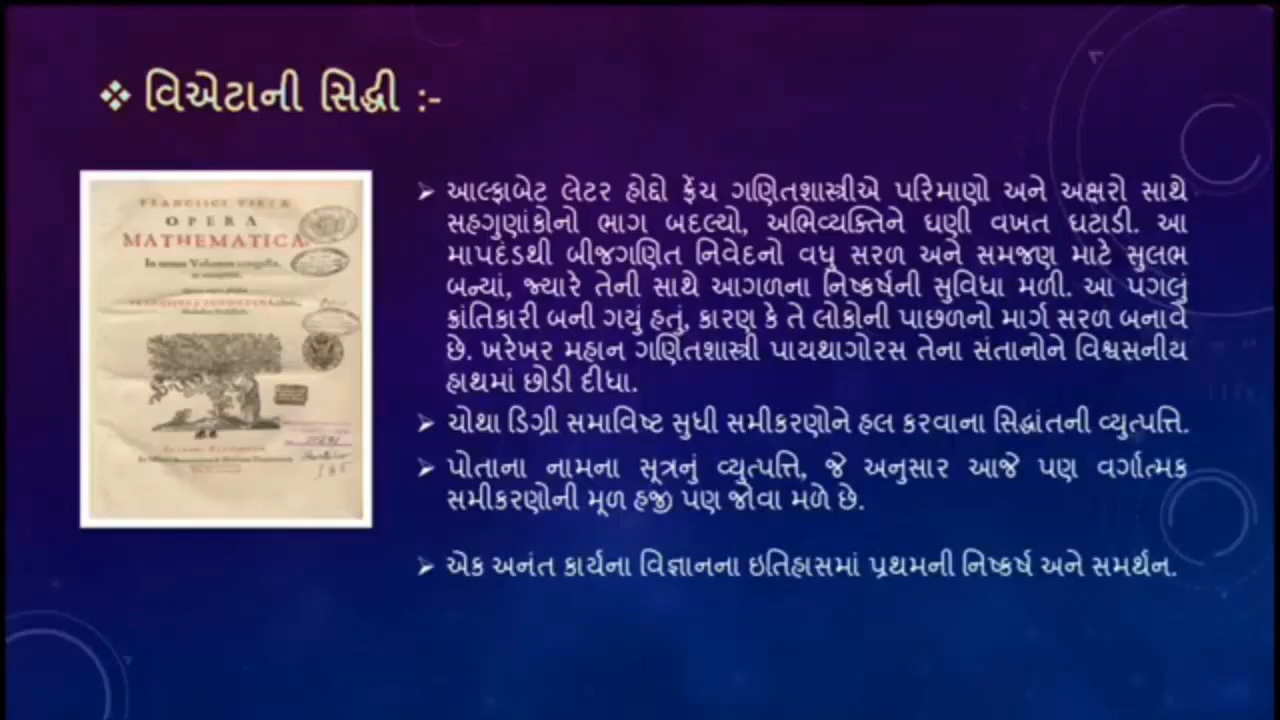 ❖ વિએટાની સિદ્ધી :-
FRANCISCI VIETÆ
OPERA
MATHEMATICA
In unum Volumen congesta,
➢ આલ્ફાબેટ લેટર હોદ્દો ફ્રેંચ ગણિતશાસ્ત્રીએ પરિમાણો અને અક્ષરો સાથે
સહગુણાંકોનો ભાગ બદલ્યો, અભિવ્યક્તિને ઘણી વખત ઘટાડી. આ
માપદંડથી બીજગણિત નિવેદનો વધુ સરળ અને સમજણ માટે સુલભ
બન્યાં, જ્યારે તેની સાથે આગળના નિષ્કર્ષની સુવિધા મળી. આ પગલું
ક્રાંતિકારી બની ગયું હતું, કારણ કે તે લોકોની પાછળનો માર્ગ સરળ બનાવે
છે. ખરેખર મહાન ગણિતશાસ્ત્રી પાયથાગોરસ તેના સંતાનોને વિશ્વસનીય
હાથમાં છોડી દીધા.
➢ ચોથા ડિગ્રી સમાવિષ્ટ સુધી સમીકરણોને હલ કરવાના સિદ્ધાંતની વ્યુત્પત્તિ.
➢ પોતાના નામના સૂત્રનું વ્યુત્પત્તિ, જે અનુસાર આજે પણ વર્ગાત્મક
સમીકરણોની મૂળ હજી પણ જોવા મળે છે.
➢ એક અનંત કાર્યના વિજ્ઞાનના ઇતિહાસમાં પ્રથમની નિષ્કર્ષ અને સમર્થન.